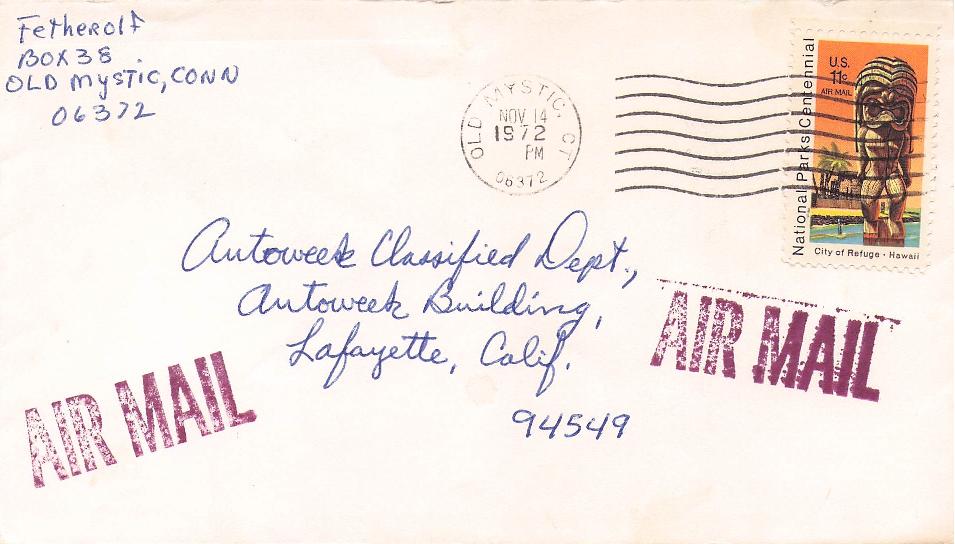 Fetherolf
BOX 38
OLD MYSTIC, CONN
06372
OLD MYSTIC, CT
NOV 14
1972
PM
06372
National Parks Centennial
U.S.
11c
AIR MAIL
City of Refuge · Hawaii
Autoweek Classified Dept.,
Autoweek Building,
Lafayette, Calif.
94549
AIR MAIL
AIR MAIL